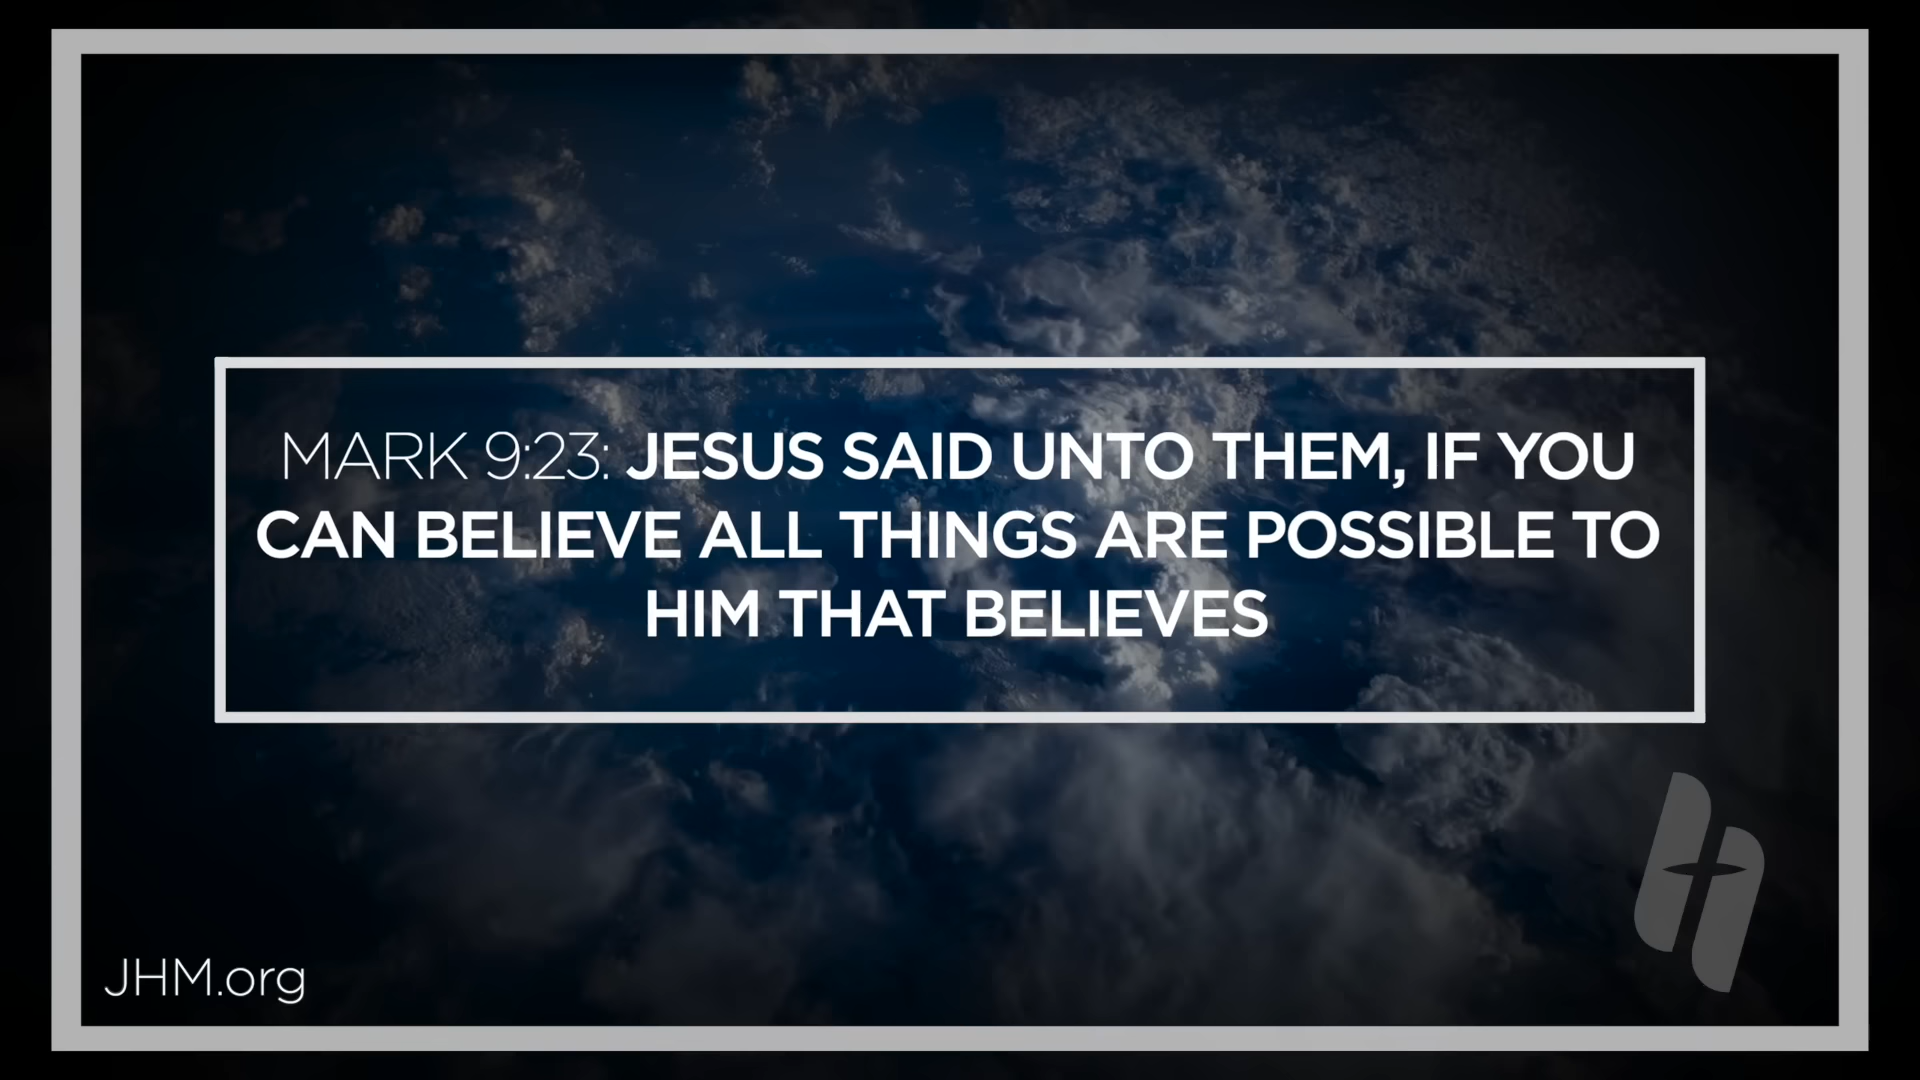 MARK 9:23: JESUS SAID UNTO THEM, IF YOU
CAN BELIEVE ALL THINGS ARE POSSIBLE TO
HIM THAT BELIEVES
JHM.org